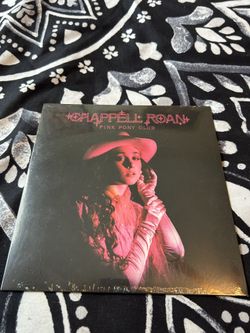 CHAPPELL ROAN
PINK PONY CLUB